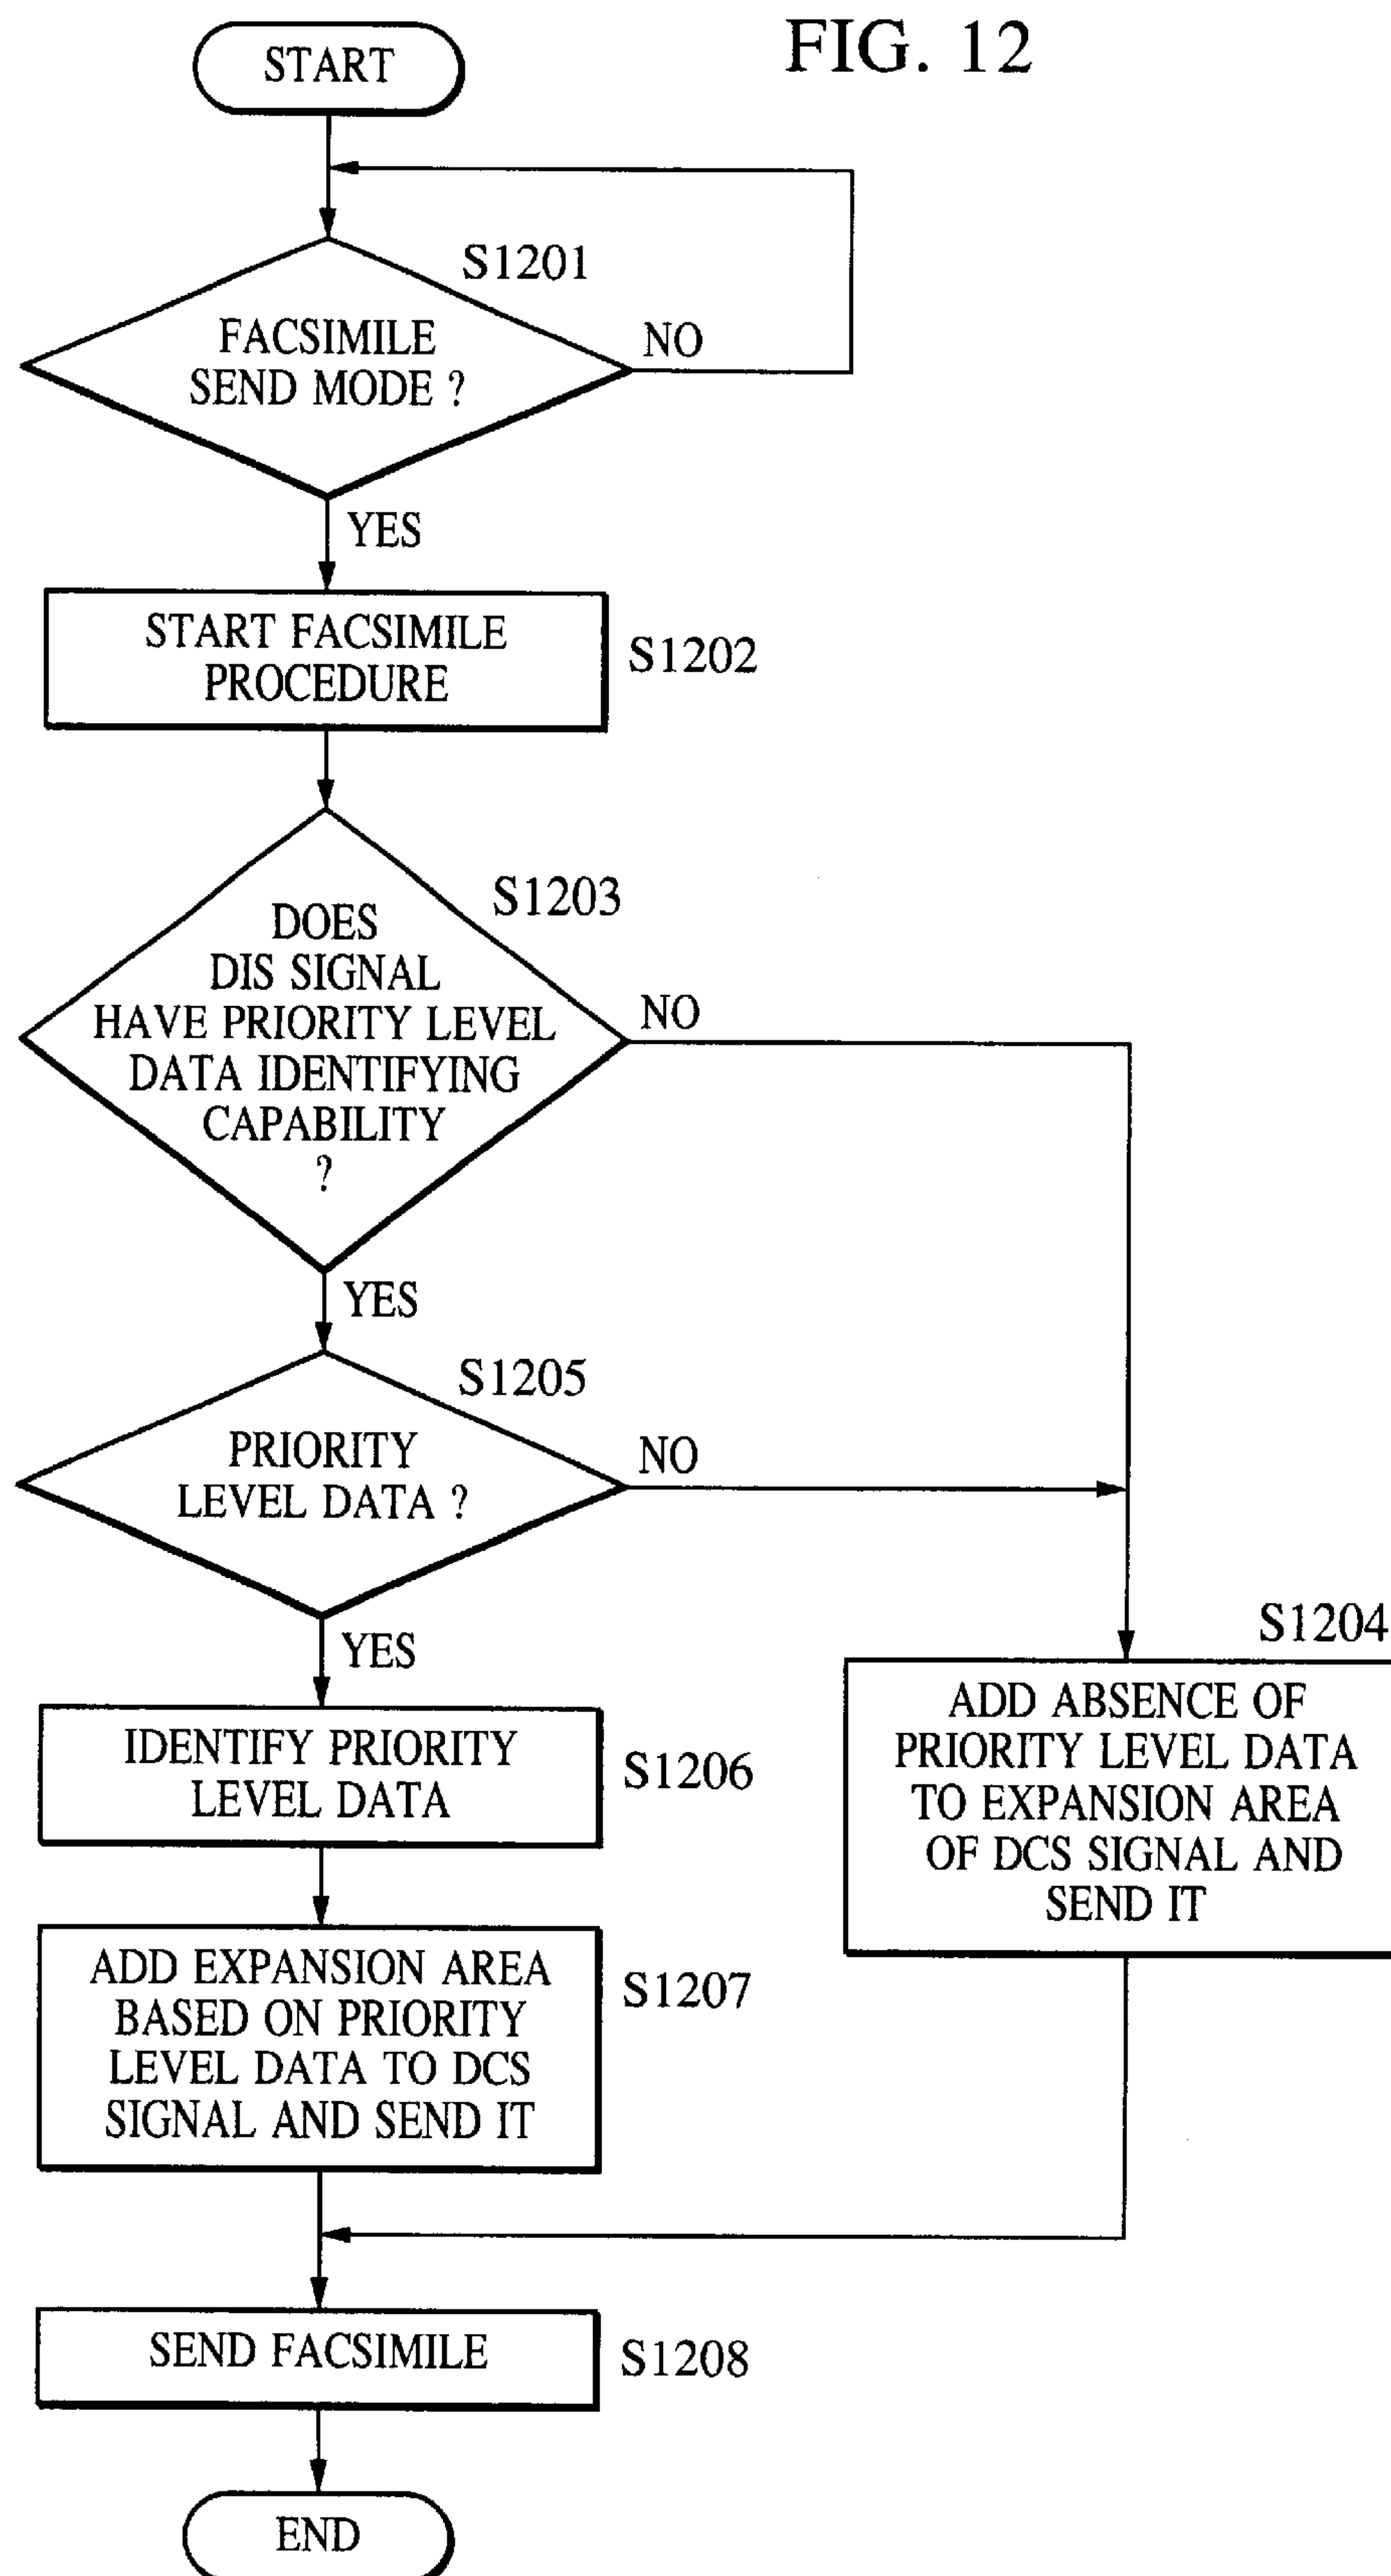 FIG. 12
START
S1201
FACSIMILE
SEND MODE ?
NO
YES
START FACSIMILE
PROCEDURE
S1202
S1203
DOES
DIS SIGNAL
HAVE PRIORITY LEVEL
DATA IDENTIFYING
CAPABILITY
?
NO
YES
S1205
PRIORITY
LEVEL DATA ?
NO
YES
S1204
ADD ABSENCE OF
PRIORITY LEVEL DATA
TO EXPANSION AREA
OF DCS SIGNAL AND
SEND IT
IDENTIFY PRIORITY
LEVEL DATA
S1206
ADD EXPANSION AREA
BASED ON PRIORITY
LEVEL DATA TO DCS
SIGNAL AND SEND IT
S1207
SEND FACSIMILE
S1208
END